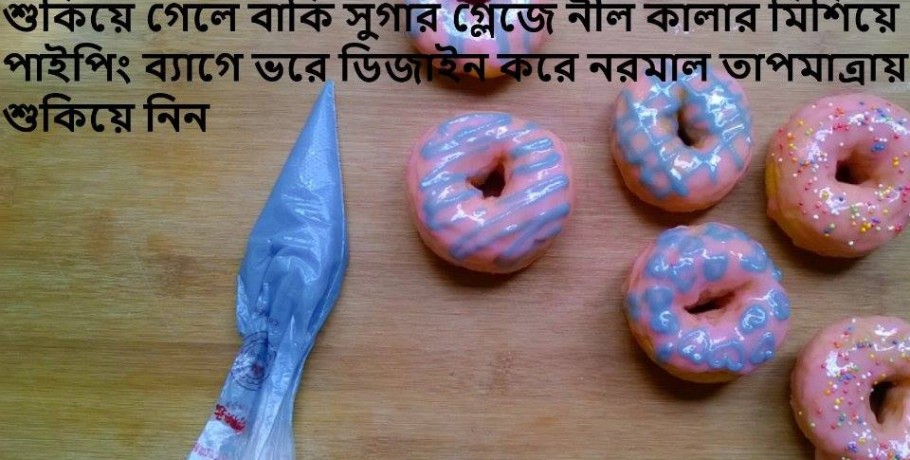 শুকিয়ে গেলে বাকি সুগার গ্লেজে নীল কালার মিশিয়ে
পাইপিং ব্যাগে ভরে ডিজাইন করে নরমাল তাপমাত্রায়
শুকিয়ে নিন